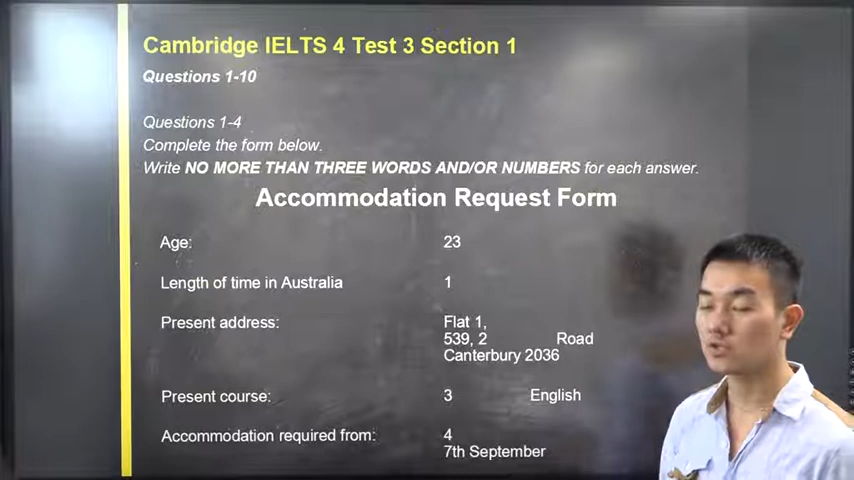 Cambridge IELTS 4 Test 3 Section 1
Questions 1-10
Questions 1-4
Complete the form below.
Write NO MORE THAN THREE WORDS AND/OR NUMBERS for each answer.
Accommodation Request Form
Age: 23
Length of time in Australia 1
Present address: Flat 1,
539, 2 Road
Canterbury 2036
Present course: 3 English
Accommodation required from: 4
7th September